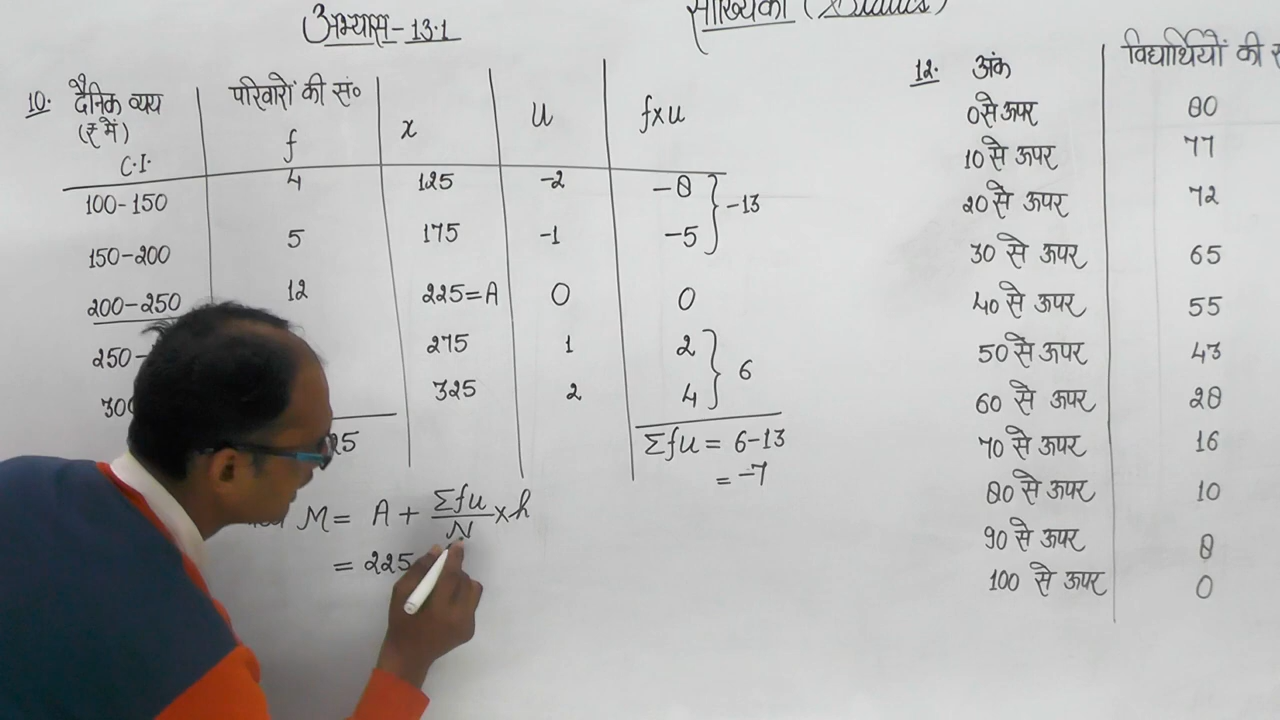 अभ्यास-13.1
सांख्यिकी
10. दैनिक व्यय परिवारों की सं०
(₹ में)
C.I. f x u f×u
100-150 4 125 -2 -8 } -13
150-200 5 175 -1 -5
200-250 12 225=A 0 0
250- 275 1 2 } 6
300 325 2 4
25 Σfu = 6-13
= -7
M = A + Σfu/N × h
= 225
12. अंक विद्यार्थियों की
0 से ऊपर 80
10 से ऊपर 77
20 से ऊपर 72
30 से ऊपर 65
40 से ऊपर 55
50 से ऊपर 43
60 से ऊपर 28
70 से ऊपर 16
80 से ऊपर 10
90 से ऊपर 8
100 से ऊपर 0